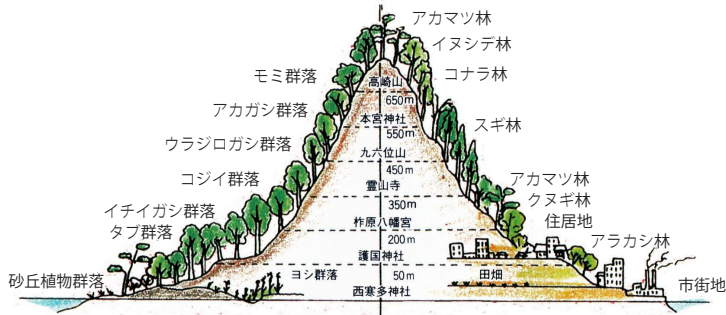 アカマツ林
イヌシデ林
コナラ林
モミ群落
高崎山
650m
アカガシ群落
本宮神社
スギ林
550m
ウラジロガシ群落
九六位山
450m
コジイ群落
霊山寺
アカマツ林
クヌギ林
350m
イチイガシ群落
柞原八幡宮
住居地
タブ群落
200m
アラカシ林
護国神社
砂丘植物群落
ヨシ群落
50m
田畑
市街地
西寒多神社